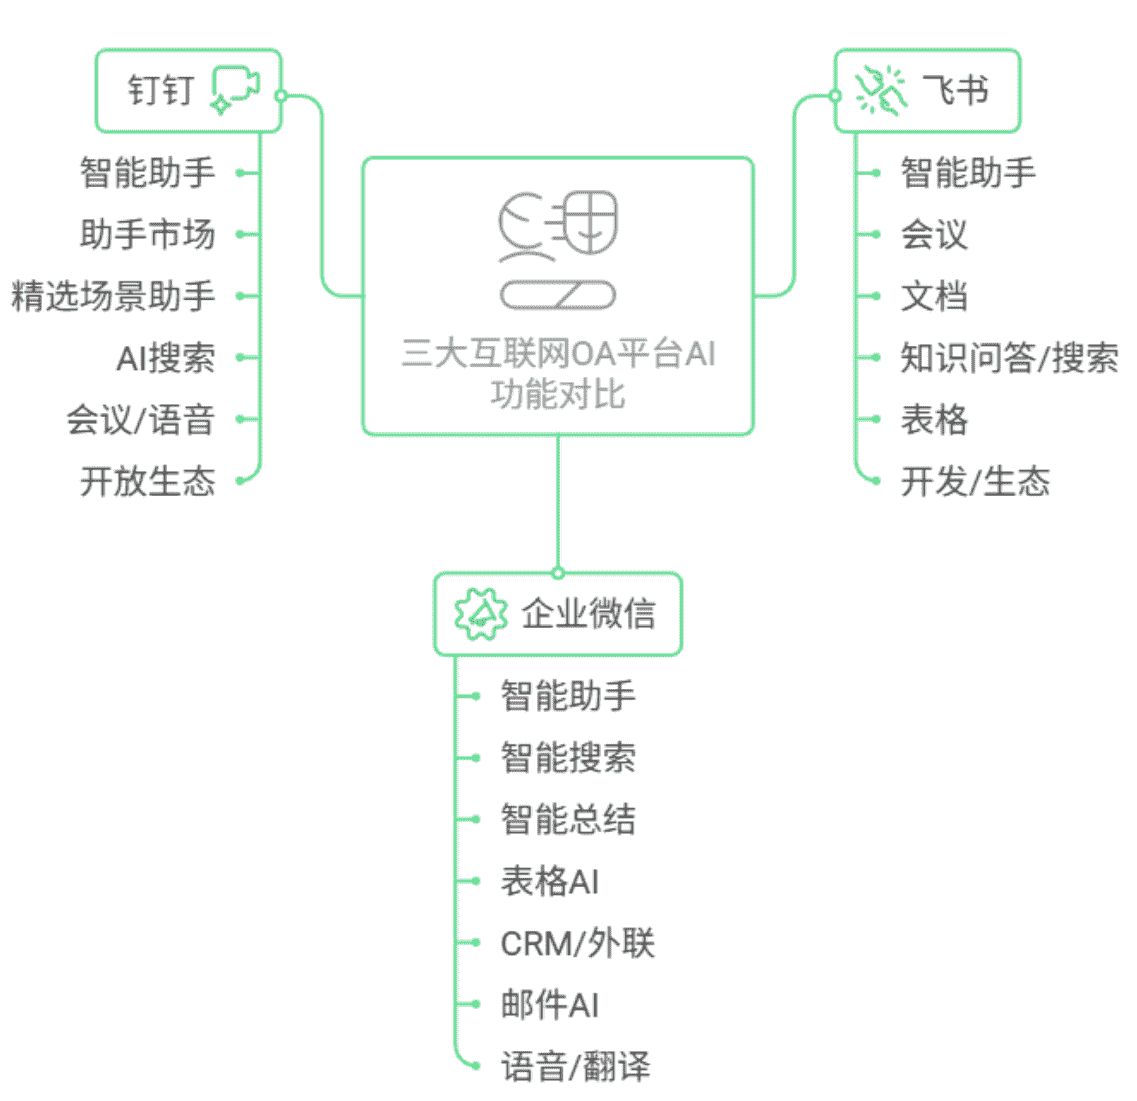 钉钉
智能助手
助手市场
精选场景助手
AI搜索
会议/语音
开放生态
三大互联网OA平台AI
功能对比
飞书
智能助手
会议
文档
知识问答/搜索
表格
开发/生态
企业微信
智能助手
智能搜索
智能总结
表格AI
CRM/外联
邮件AI
语音/翻译